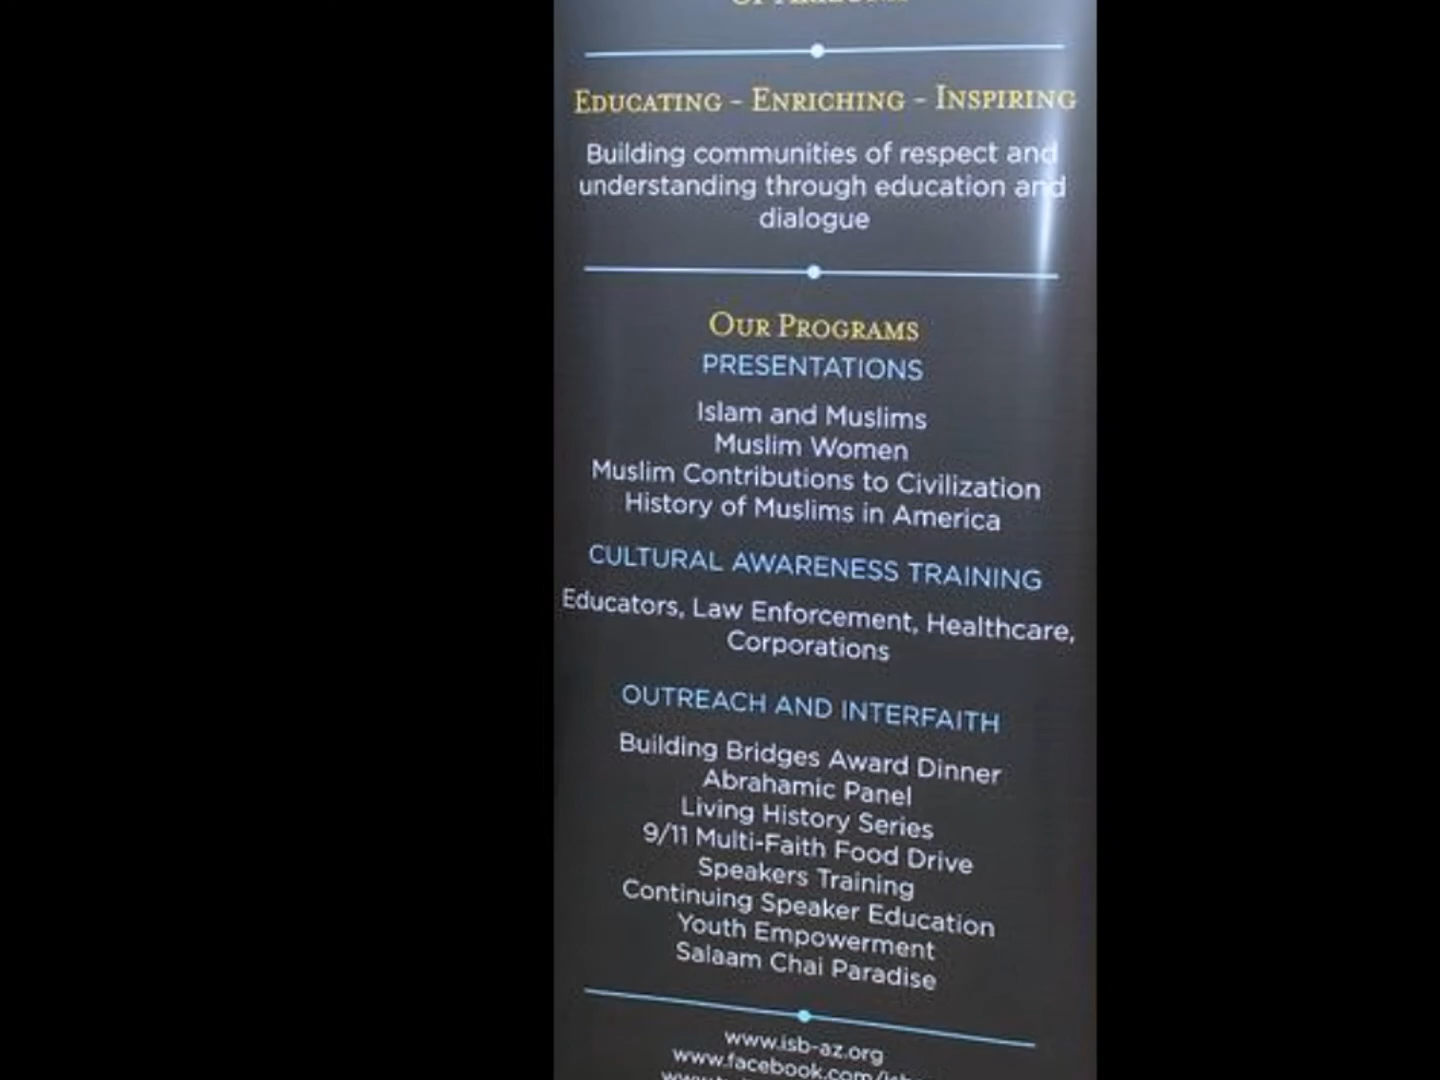 EDUCATING - ENRICHING - INSPIRING
Building communities of respect and
understanding through education and
dialogue
OUR PROGRAMS
PRESENTATIONS
Islam and Muslims
Muslim Women
Muslim Contributions to Civilization
History of Muslims in America
CULTURAL AWARENESS TRAINING
Educators, Law Enforcement, Healthcare,
Corporations
OUTREACH AND INTERFAITH
Building Bridges Award Dinner
Abrahamic Panel
Living History Series
9/11 Multi-Faith Food Drive
Speakers Training
Continuing Speaker Education
Youth Empowerment
Salaam Chai Paradise
www.isb-az.org